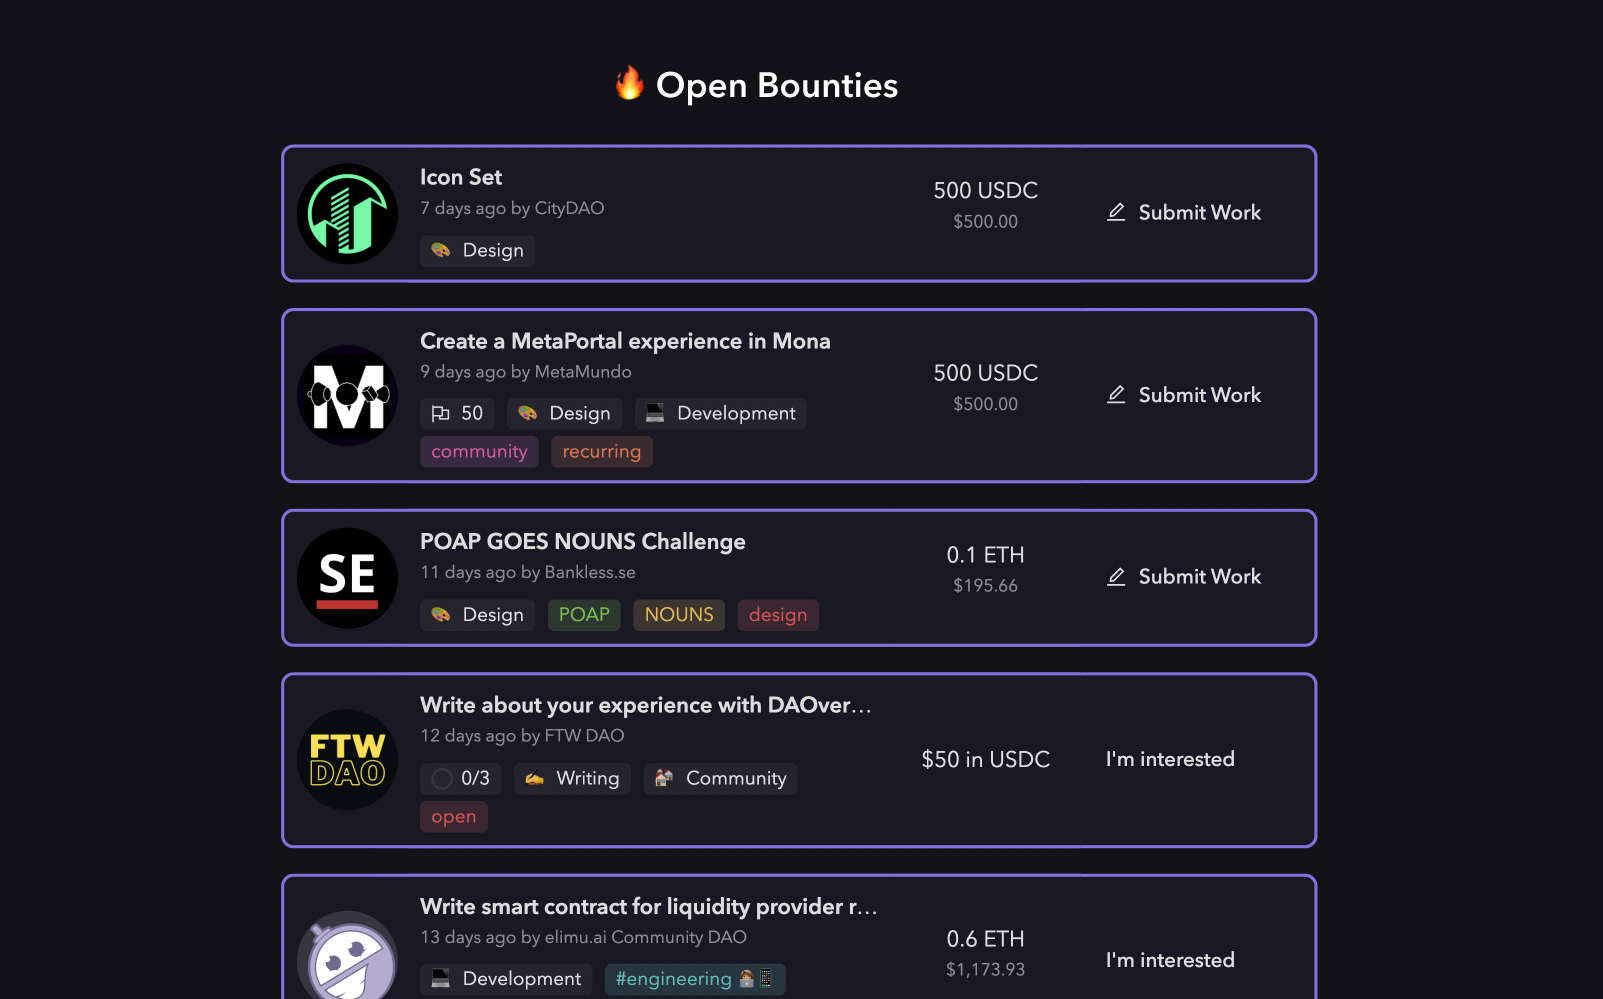 🔥 Open Bounties
Icon Set
7 days ago by CityDAO
🎨 Design
500 USDC
$500.00
Submit Work
M
Create a MetaPortal experience in Mona
9 days ago by MetaMundo
50 🎨 Design 💻 Development
community recurring
500 USDC
$500.00
Submit Work
SE
POAP GOES NOUNS Challenge
11 days ago by Bankless.se
🎨 Design POAP NOUNS design
0.1 ETH
$195.66
Submit Work
FTW
DAO
Write about your experience with DAOver…
12 days ago by FTW DAO
0/3 ✍️ Writing 🏘️ Community
open
$50 in USDC
I'm interested
Write smart contract for liquidity provider r…
13 days ago by elimu.ai Community DAO
💻 Development #engineering 👩🏽‍💻📱
0.6 ETH
$1,173.93
I'm interested